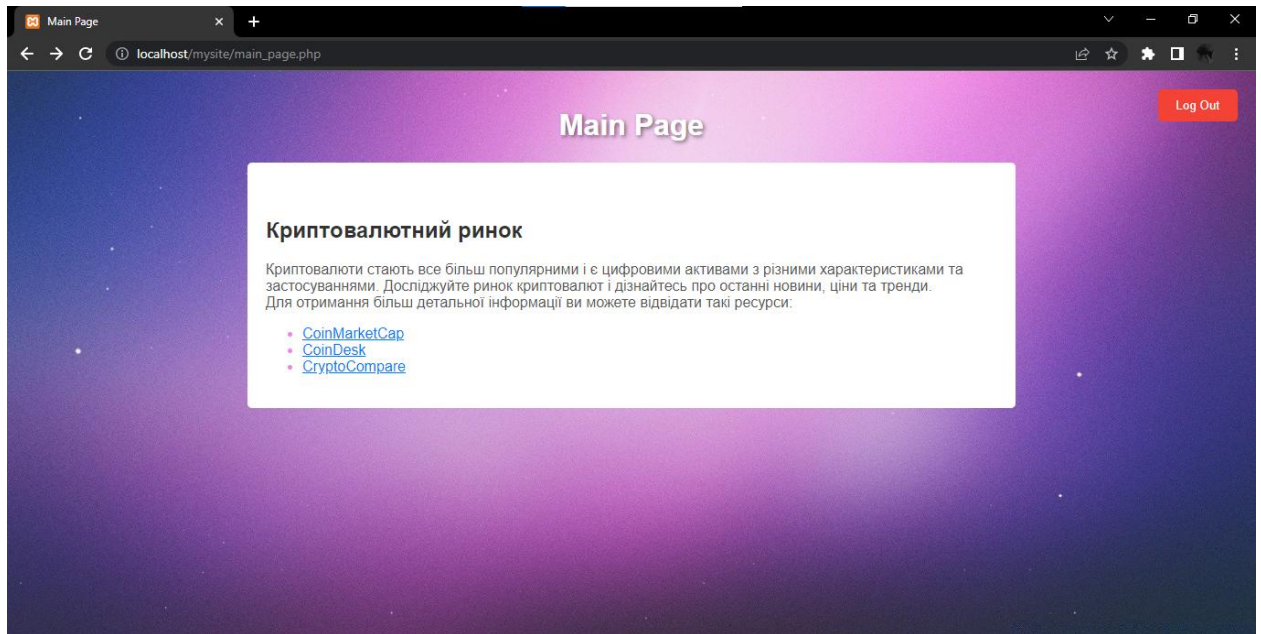 Main Page
localhost/mysite/main_page.php
Log Out
Main Page
Криптовалютний ринок
Криптовалюти стають все більш популярними і є цифровими активами з різними характеристиками та
застосуваннями. Досліджуйте ринок криптовалют і дізнайтесь про останні новини, ціни та тренди.
Для отримання більш детальної інформації ви можете відвідати такі ресурси:
CoinMarketCap
CoinDesk
CryptoCompare